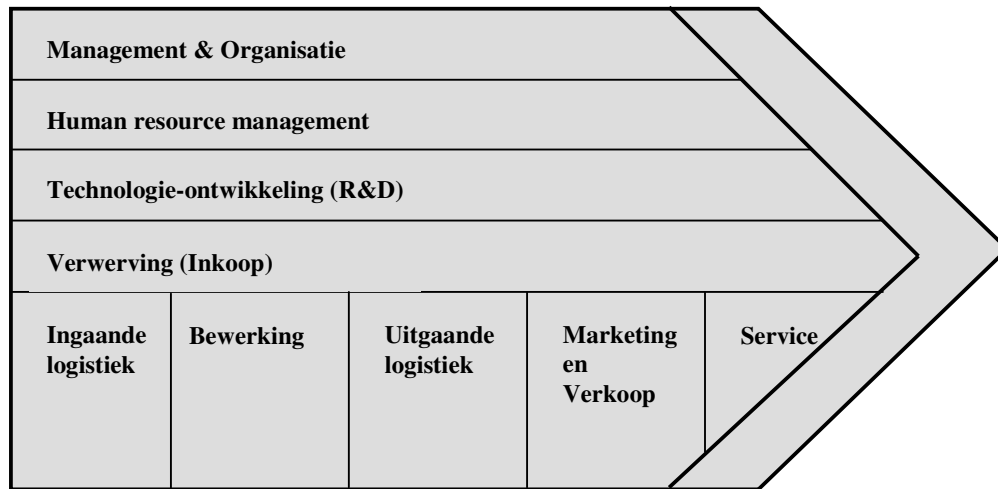 Management & Organisatie
Human resource management
Technologie-ontwikkeling (R&D)
Verwerving (Inkoop)
Ingaande
logistiek
Bewerking
Uitgaande
logistiek
Marketing
en
Verkoop
Service